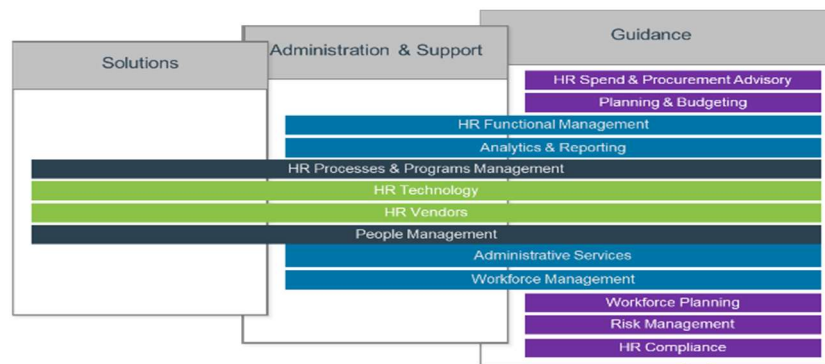 Solutions
Administration & Support
Guidance
HR Spend & Procurement Advisory
Planning & Budgeting
HR Functional Management
Analytics & Reporting
HR Processes & Programs Management
HR Technology
HR Vendors
People Management
Administrative Services
Workforce Management
Workforce Planning
Risk Management
HR Compliance